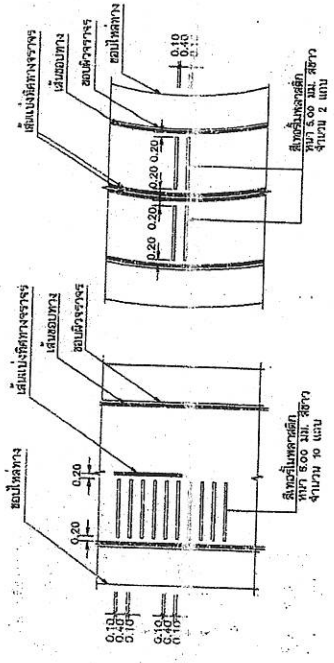 ขอบไหล่ทาง
เส้นแบ่งทิศทางจราจร
เส้นขอบทาง
ขอบผิวจราจร
0.20
0.20
0.10
0.40
0.10
0.10
0.40
0.10
สีเทอร์โมพลาสติก
หนา 5.00 มม. สีขาว
จำนวน 10 แถบ
เส้นแบ่งทิศทางจราจร
เส้นขอบทาง
ขอบผิวจราจร
ขอบไหล่ทาง
0.20
0.20
0.20
0.20
0.10
0.40
0.10
สีเทอร์โมพลาสติก
หนา 5.00 มม. สีขาว
จำนวน 2 แถบ